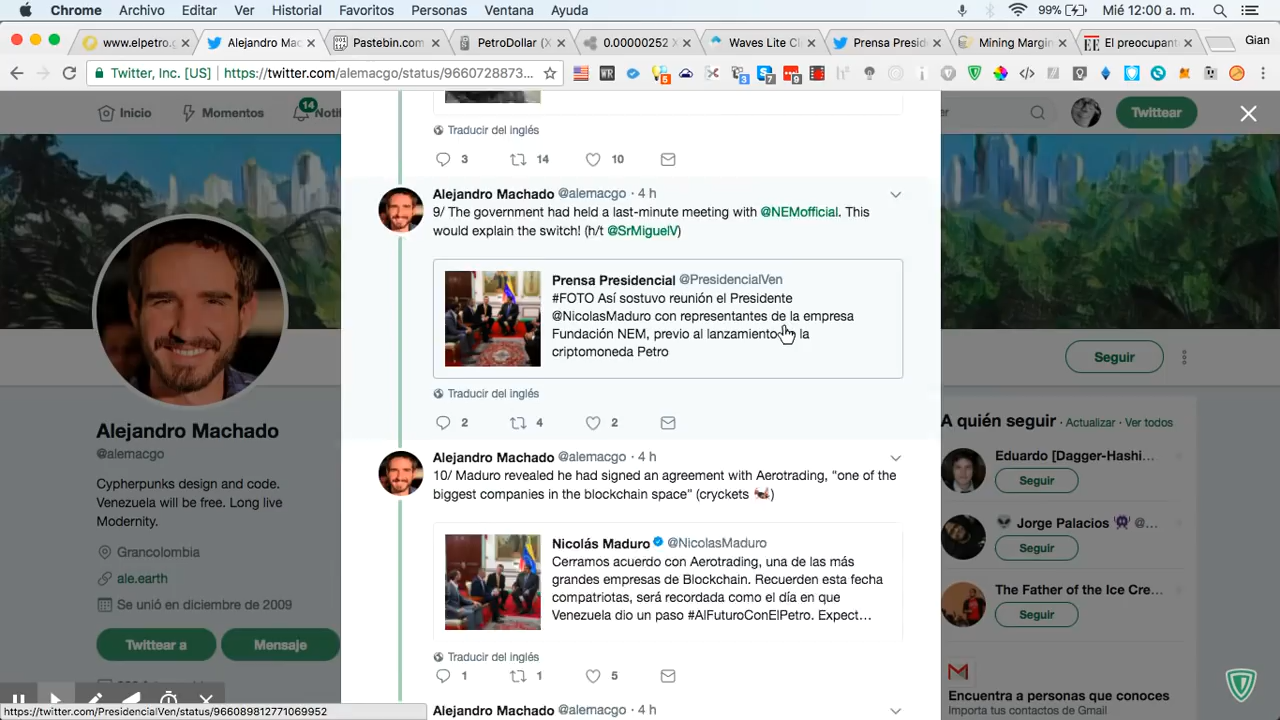 Chrome Archivo Editar Ver Historial Favoritos Personas Ventana Ayuda 99% Mié 12:00 a. m.
www.elpetro.g Alejandro Mac Pastebin.com PetroDollar (X 0.00000252 X Waves Lite Cli Prensa Presid Mining Margin El preocupant Gian
Twitter, Inc. [US] https://twitter.com/alemacgo/status/9660728873...
Inicio Momentos 14 Noti Twittear
Traducir del inglés
3 14 10
Alejandro Machado @alemacgo · 4 h
9/ The government had held a last-minute meeting with @NEMofficial. This
would explain the switch! (h/t @SrMiguelV)
Prensa Presidencial @PresidencialVen
#FOTO Así sostuvo reunión el Presidente
@NicolasMaduro con representantes de la empresa
Fundación NEM, previo al lanzamiento la
criptomoneda Petro
Traducir del inglés
2 4 2
Alejandro Machado @alemacgo · 4 h
10/ Maduro revealed he had signed an agreement with Aerotrading, "one of the
biggest companies in the blockchain space" (cryckets)
Nicolás Maduro @NicolasMaduro
Cerramos acuerdo con Aerotrading, una de las más
grandes empresas de Blockchain. Recuerden esta fecha
compatriotas, será recordada como el día en que
Venezuela dio un paso #AlFuturoConElPetro. Expect...
Traducir del inglés
1 1 5
Alejandro Machado @alemacgo · 4 h
Alejandro Machado
@alemacgo
Cypherpunks design and code.
Venezuela will be free. Long live
Modernity.
Grancolombia
ale.earth
Se unió en diciembre de 2009
Twittear a Mensaje
Seguir
A quién seguir · Actualizar · Ver todos
Eduardo [Dagger-Hashi...
Seguir
Jorge Palacios @...
Seguir
The Father of the Ice Cre...
Seguir
Encuentra a personas que conoces
Importa tus contactos de Gmail
https://twitter.com/PresidencialVen/status/966089812771069952